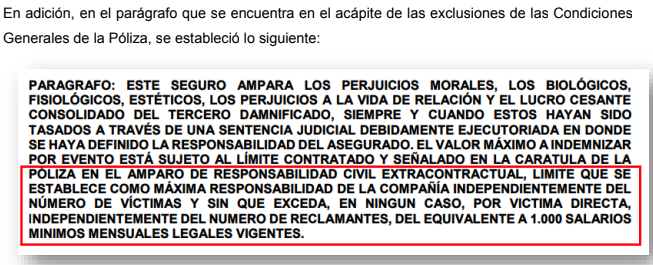 En adición, en el parágrafo que se encuentra en el acápite de las exclusiones de las Condiciones
Generales de la Póliza, se estableció lo siguiente:
PARAGRAFO: ESTE SEGURO AMPARA LOS PERJUICIOS MORALES, LOS BIOLÓGICOS,
FISIOLÓGICOS, ESTÉTICOS, LOS PERJUICIOS A LA VIDA DE RELACIÓN Y EL LUCRO CESANTE
CONSOLIDADO DEL TERCERO DAMNIFICADO, SIEMPRE Y CUANDO ESTOS HAYAN SIDO
TASADOS A TRAVÉS DE UNA SENTENCIA JUDICIAL DEBIDAMENTE EJECUTORIADA EN DONDE
SE HAYA DEFINIDO LA RESPONSABILIDAD DEL ASEGURADO. EL VALOR MÁXIMO A INDEMNIZAR
POR EVENTO ESTÁ SUJETO AL LÍMITE CONTRATADO Y SEÑALADO EN LA CARATULA DE LA
PÓLIZA EN EL AMPARO DE RESPONSABILIDAD CIVIL EXTRACONTRACTUAL, LIMITE QUE SE
ESTABLECE COMO MÁXIMA RESPONSABILIDAD DE LA COMPAÑÍA INDEPENDIENTEMENTE DEL
NÚMERO DE VÍCTIMAS Y SIN QUE EXCEDA, EN NINGUN CASO, POR VICTIMA DIRECTA,
INDEPENDIENTEMENTE DEL NUMERO DE RECLAMANTES, DEL EQUIVALENTE A 1.000 SALARIOS
MINIMOS MENSUALES LEGALES VIGENTES.